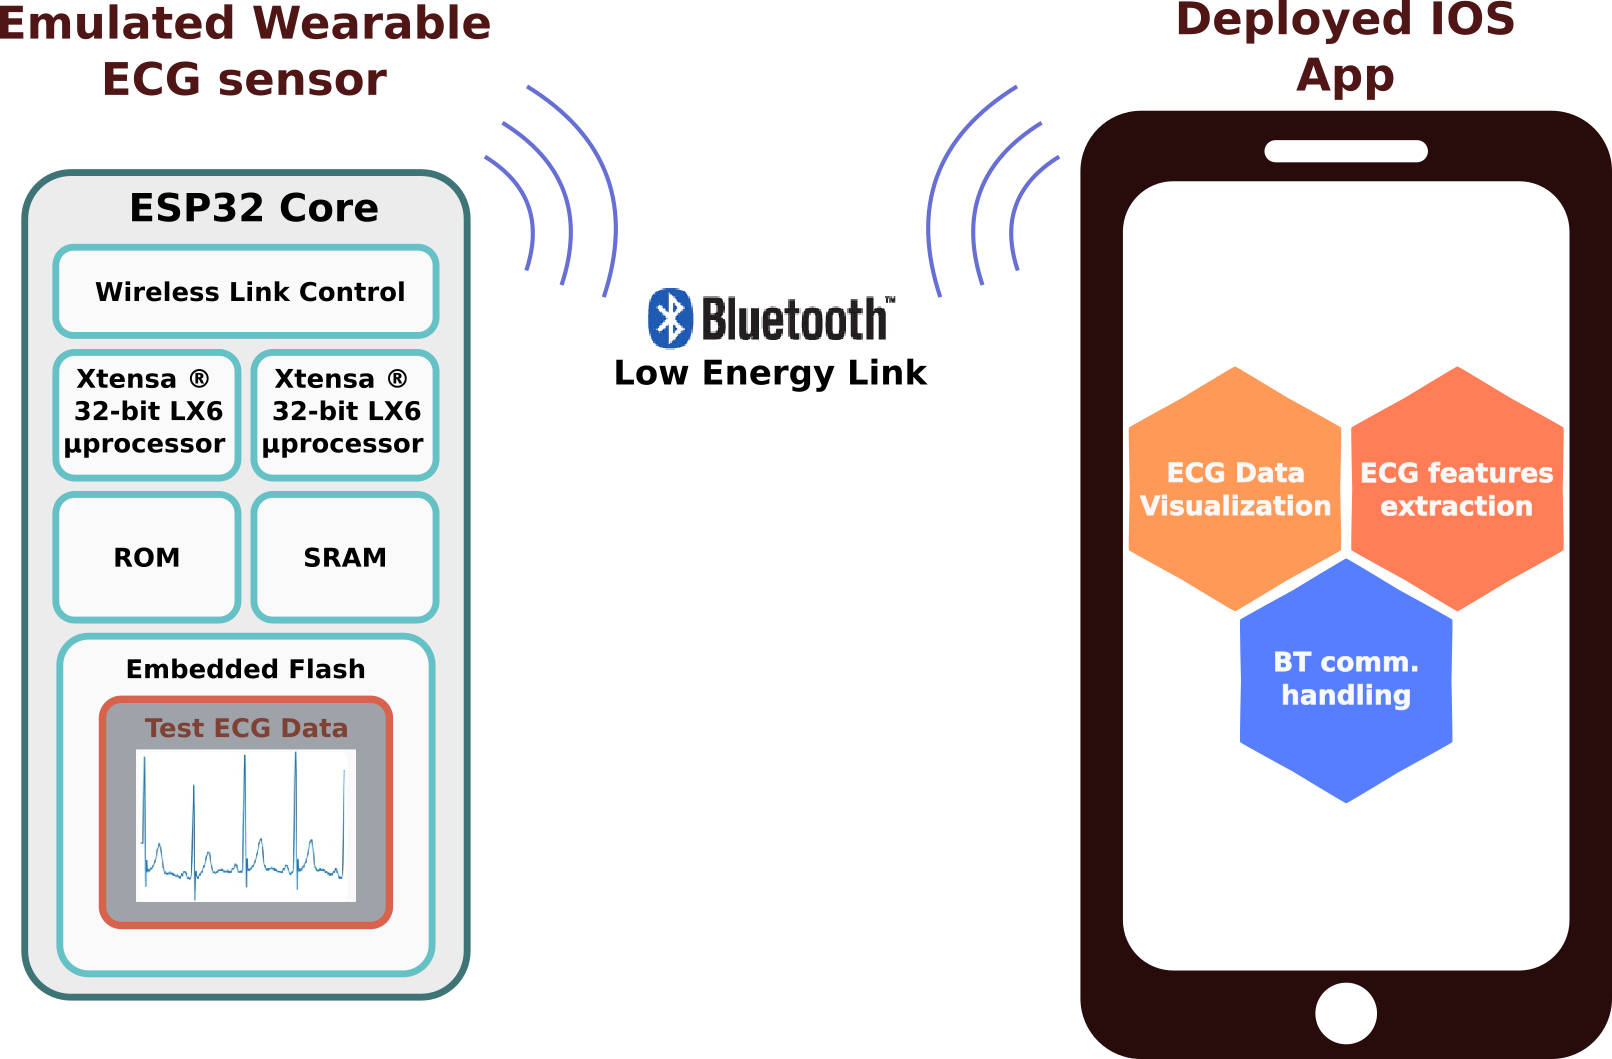 Emulated Wearable
ECG sensor
Deployed IOS
App
ESP32 Core
Wireless Link Control
Xtensa ®
32-bit LX6
µprocessor
Xtensa ®
32-bit LX6
µprocessor
ROM
SRAM
Embedded Flash
Test ECG Data
Bluetooth™
Low Energy Link
ECG Data
Visualization
ECG features
extraction
BT comm.
handling